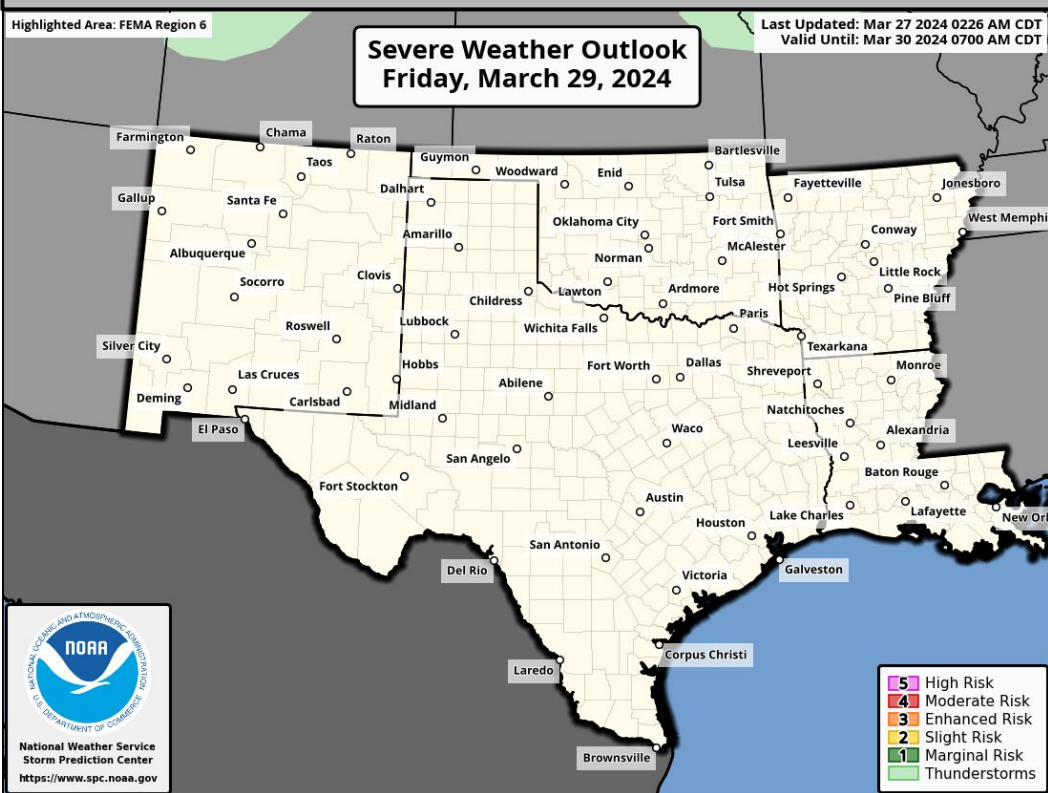 Highlighted Area: FEMA Region 6
Last Updated: Mar 27 2024 0226 AM CDT
Valid Until: Mar 30 2024 0700 AM CDT
Severe Weather Outlook
Friday, March 29, 2024
Farmington
Chama
Raton
Taos
Guymon
Woodward
Enid
Bartlesville
Tulsa
Fayetteville
Jonesboro
Gallup
Santa Fe
Dalhart
Oklahoma City
Fort Smith
West Memphi
Albuquerque
Amarillo
Norman
McAlester
Conway
Little Rock
Socorro
Clovis
Childress
Lawton
Ardmore
Hot Springs
Pine Bluff
Roswell
Lubbock
Wichita Falls
Paris
Texarkana
Silver City
Las Cruces
Hobbs
Abilene
Fort Worth
Dallas
Shreveport
Monroe
Deming
Carlsbad
Midland
Natchitoches
El Paso
Waco
Leesville
Alexandria
San Angelo
Fort Stockton
Baton Rouge
Austin
Houston
Lake Charles
Lafayette
New Orl
San Antonio
Del Rio
Victoria
Galveston
Laredo
Corpus Christi
Brownsville
NATIONAL OCEANIC AND ATMOSPHERIC ADMINISTRATION
NOAA
U.S. DEPARTMENT OF COMMERCE
National Weather Service
Storm Prediction Center
https://www.spc.noaa.gov
5 High Risk
4 Moderate Risk
3 Enhanced Risk
2 Slight Risk
1 Marginal Risk
Thunderstorms